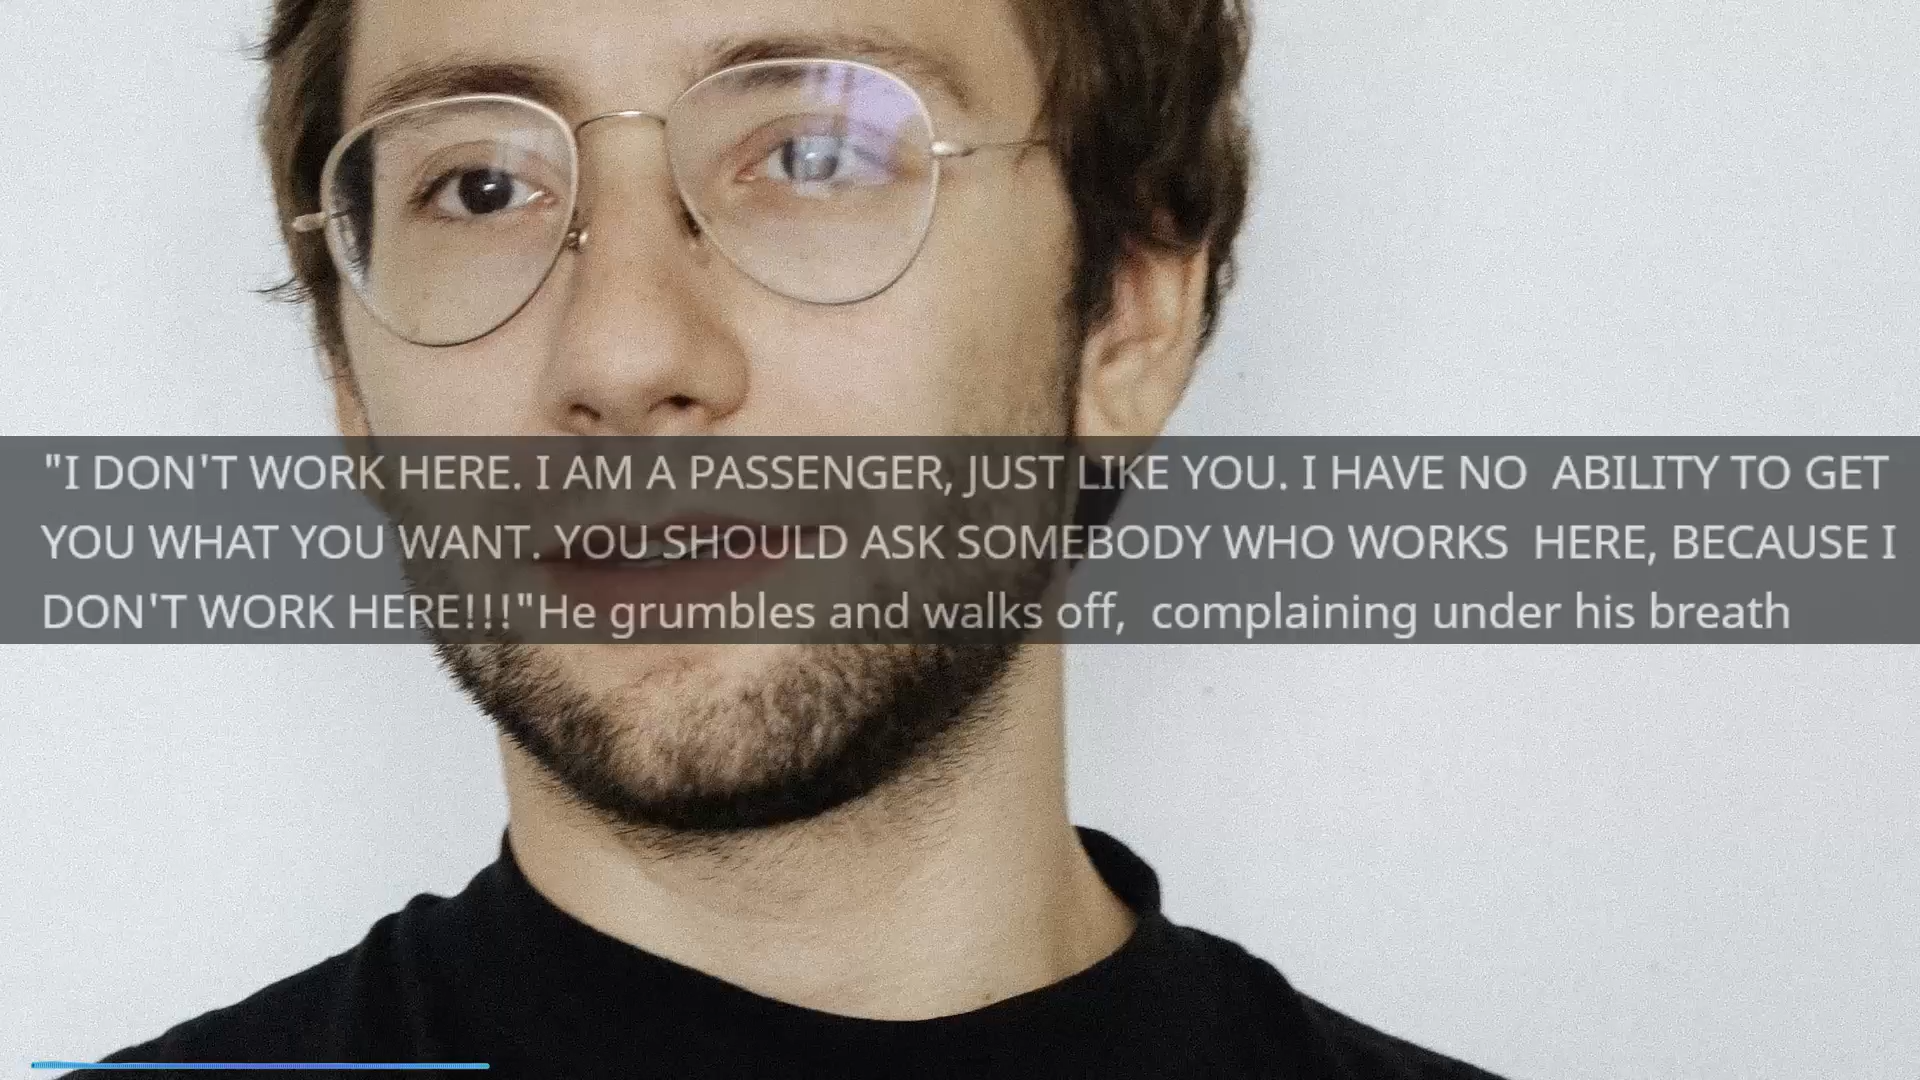 "I DON'T WORK HERE. I AM A PASSENGER, JUST LIKE YOU. I HAVE NO  ABILITY TO GET
YOU WHAT YOU WANT. YOU SHOULD ASK SOMEBODY WHO WORKS  HERE, BECAUSE I
DON'T WORK HERE!!!"He grumbles and walks off,  complaining under his breath